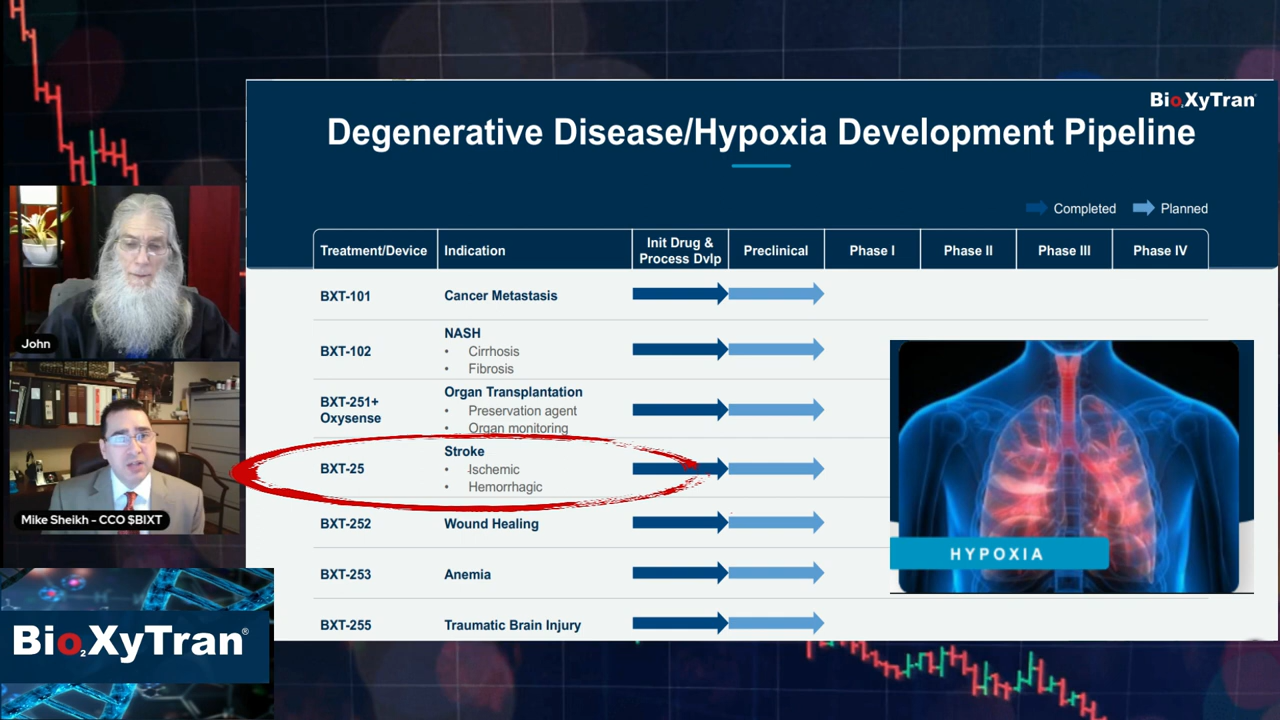 Bio2XyTran
Degenerative Disease/Hypoxia Development Pipeline
Completed Planned
Treatment/Device Indication Init Drug & Process Dvlp Preclinical Phase I Phase II Phase III Phase IV
BXT-101 Cancer Metastasis
BXT-102 NASH
• Cirrhosis
• Fibrosis
BXT-251+ Oxysense Organ Transplantation
• Preservation agent
• Organ monitoring
BXT-25 Stroke
• Ischemic
• Hemorrhagic
BXT-252 Wound Healing
BXT-253 Anemia
BXT-255 Traumatic Brain Injury
HYPOXIA
John
Mike Sheikh - CCO $BIXT
Bio2XyTran®